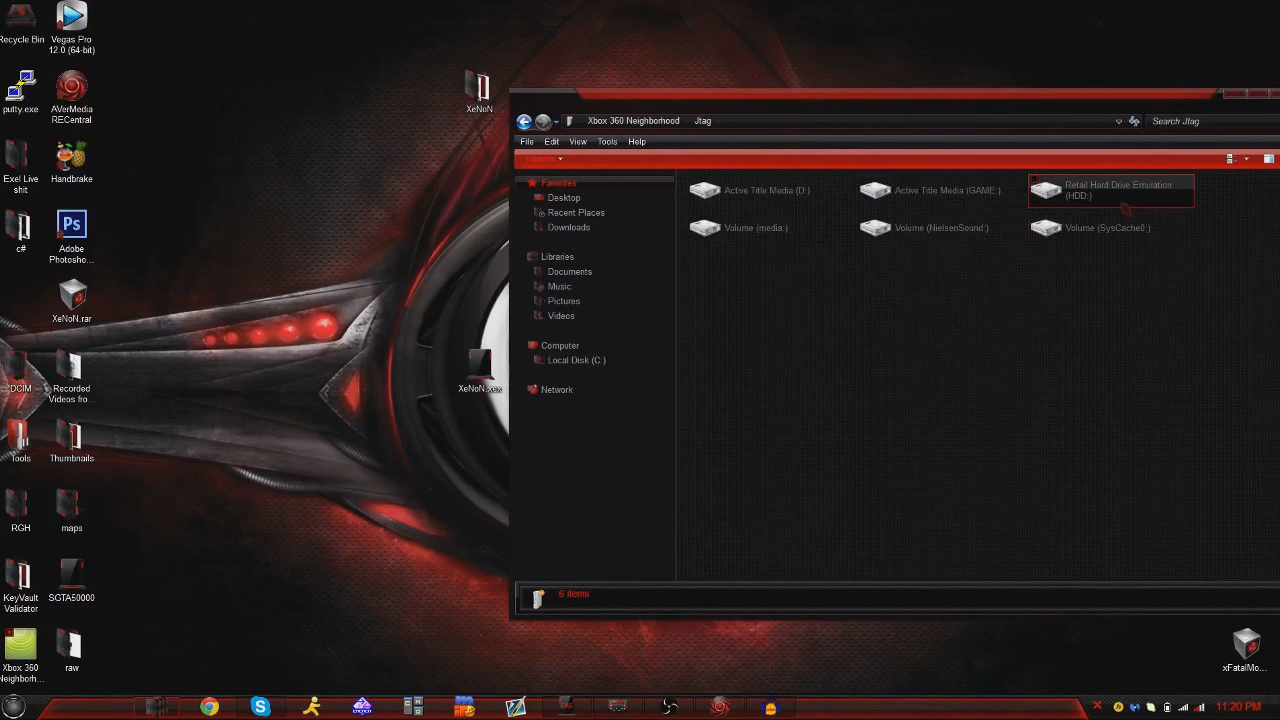 Recycle Bin
Vegas Pro
12.0 (64-bit)
putty.exe
AVerMedia
RECentral
Exel Live
shit
Handbrake
c#
Adobe
Photosho...
XeNoN.rar
DCIM
Recorded
Videos fro...
Tools
Thumbnails
RGH
maps
KeyVault
Validator
SGTA50000
Xbox 360
Neighborh...
raw
XeNoN
XeNoN.xex
xFatalMo...
Xbox 360 Neighborhood
Jtag
Search Jtag
File Edit View Tools Help
Organize
Favorites
Desktop
Recent Places
Downloads
Libraries
Documents
Music
Pictures
Videos
Computer
Local Disk (C:)
Network
Active Title Media (D:)
Active Title Media (GAME:)
Retail Hard Drive Emulation
(HDD:)
Volume (media:)
Volume (NielsenSound:)
Volume (SysCache0:)
6 items
11:20 PM